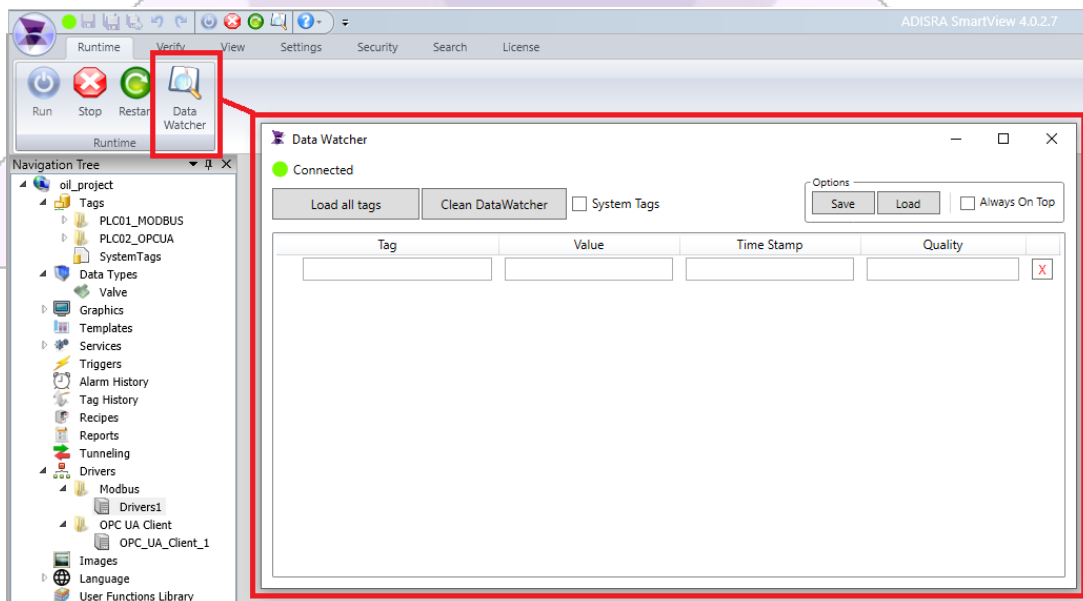 ADISRA SmartView 4.0.2.7
Runtime Verify View Settings Security Search License
Run Stop Restar Data Watcher
Runtime
Navigation Tree
oil_project
Tags
PLC01_MODBUS
PLC02_OPCUA
SystemTags
Data Types
Valve
Graphics
Templates
Services
Triggers
Alarm History
Tag History
Recipes
Reports
Tunneling
Drivers
Modbus
Drivers1
OPC UA Client
OPC_UA_Client_1
Images
Language
User Functions Library
Data Watcher
Connected
Load all tags Clean DataWatcher System Tags
Options
Save Load Always On Top
Tag Value Time Stamp Quality
X